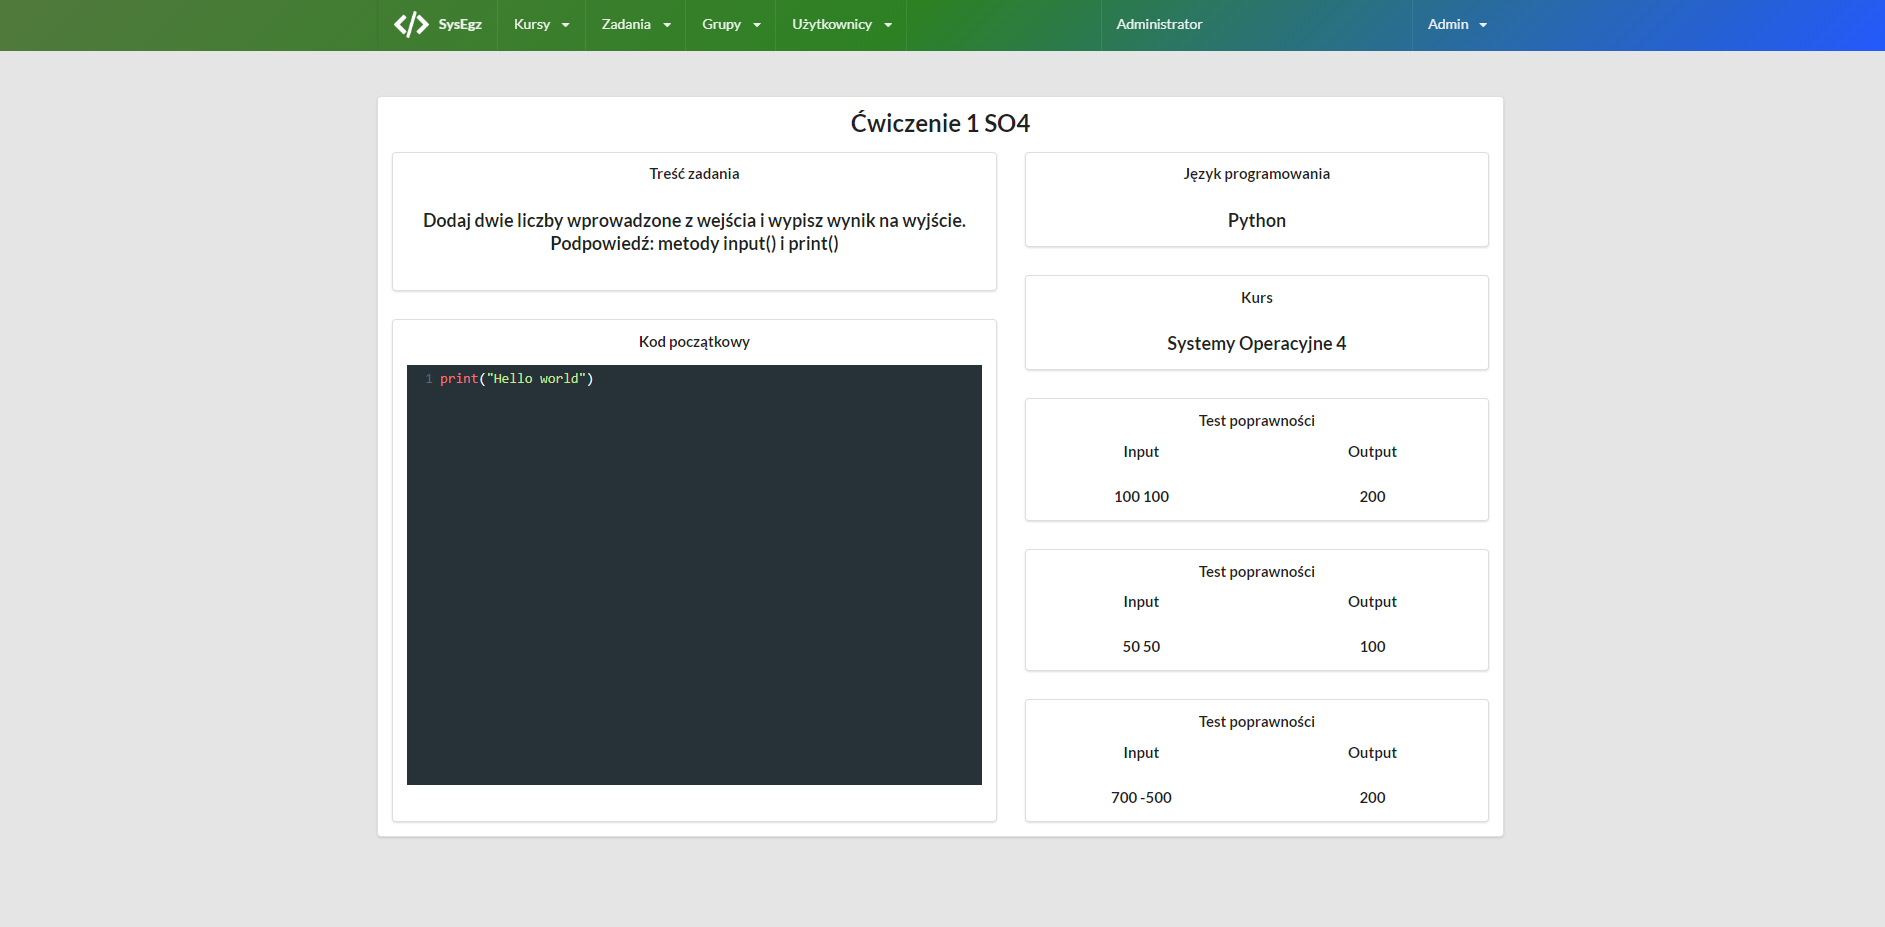 SysEgz Kursy Zadania Grupy Użytkownicy Administrator Admin
Ćwiczenie 1 SO4
Treść zadania
Dodaj dwie liczby wprowadzone z wejścia i wypisz wynik na wyjście.
Podpowiedź: metody input() i print()
Kod początkowy
1 print("Hello world")
Język programowania
Python
Kurs
Systemy Operacyjne 4
Test poprawności
Input Output
100 100 200
Test poprawności
Input Output
50 50 100
Test poprawności
Input Output
700 -500 200